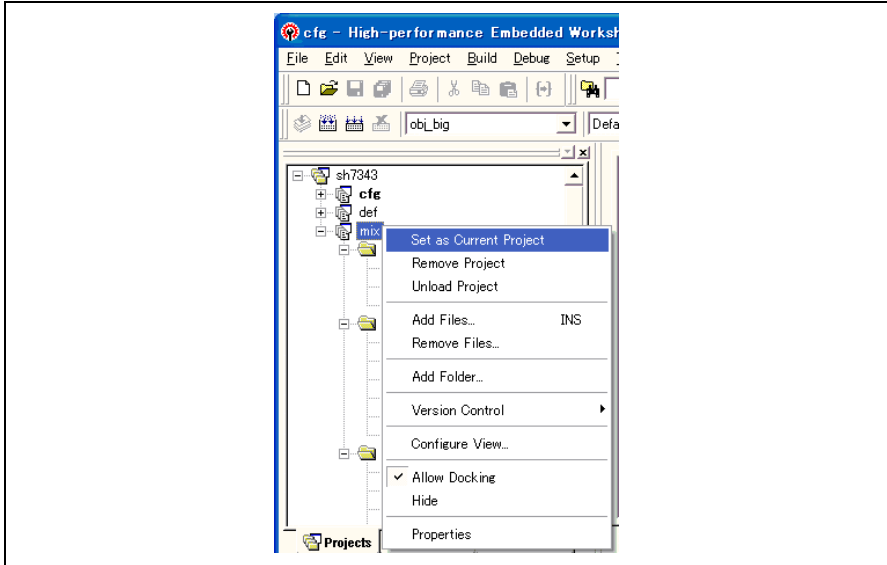 cfg - High-performance Embedded Works
File Edit View Project Build Debug Setup
obj_big
Defa
sh7343
cfg
def
mix
Set as Current Project
Remove Project
Unload Project
Add Files... INS
Remove Files...
Add Folder...
Version Control
Configure View...
Allow Docking
Hide
Properties
Projects